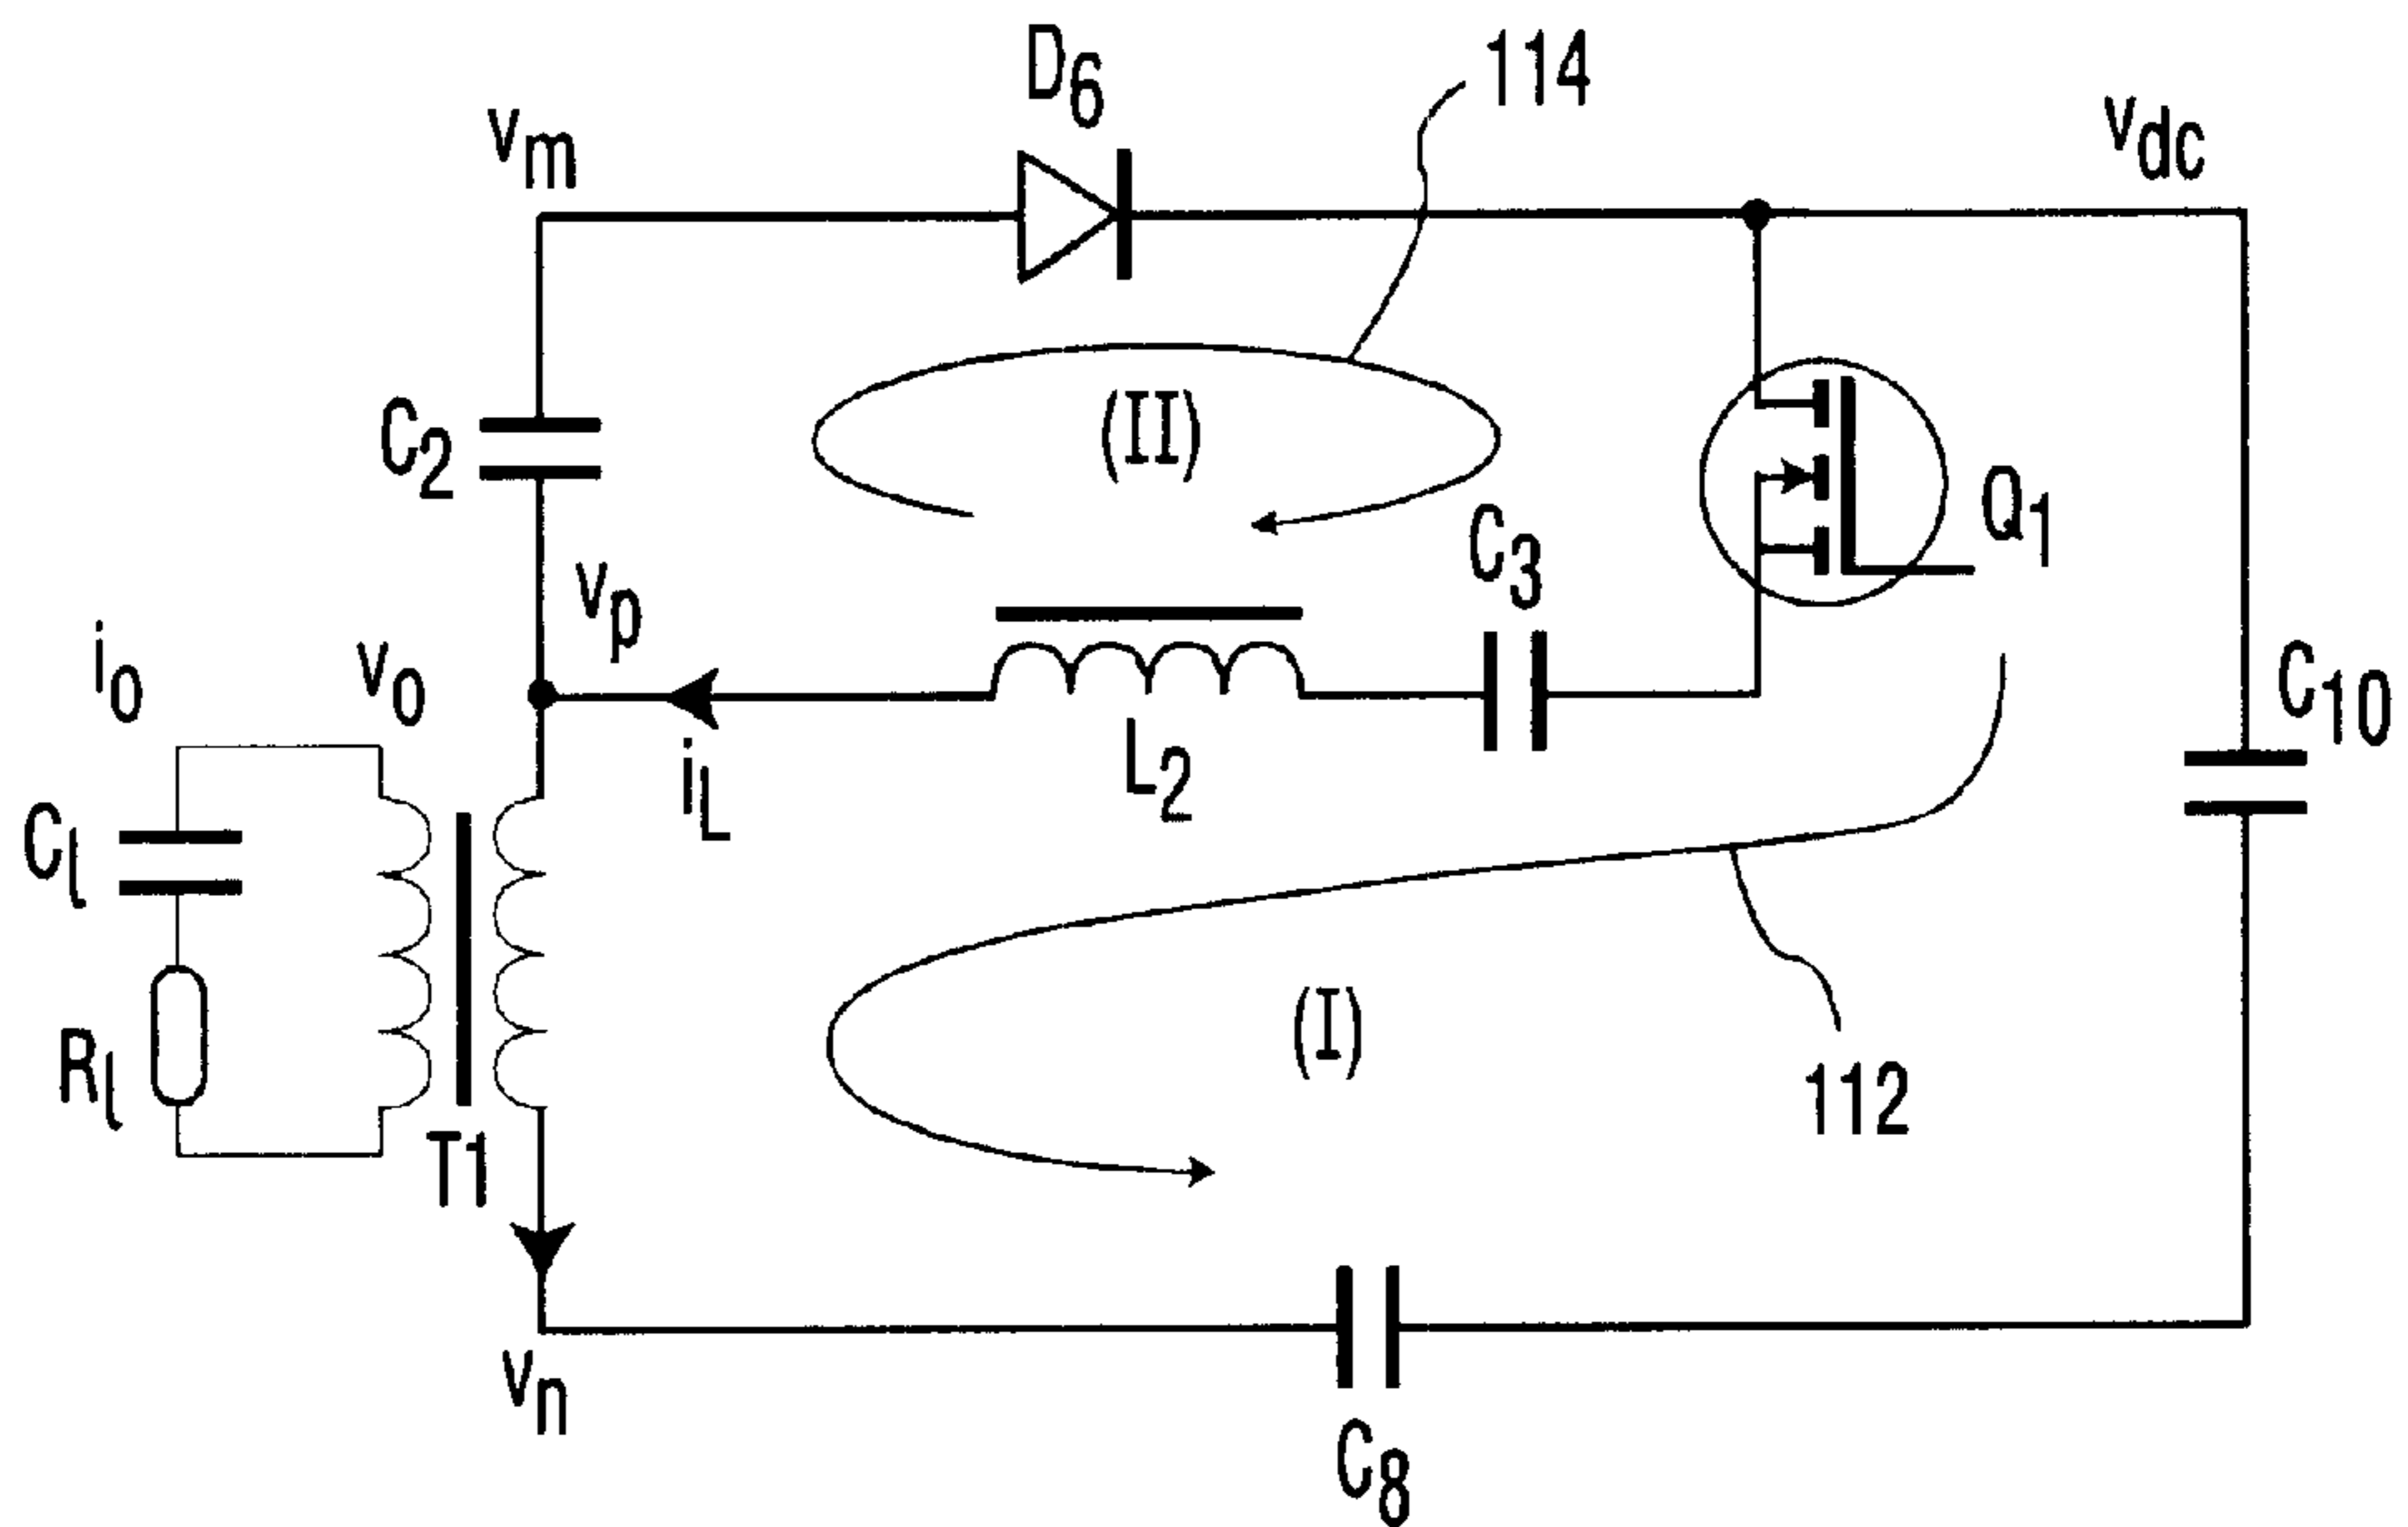 D6
114
vm
vdc
(II)
C2
C3
Q1
vp
io
vo
C10
iL
L2
Cl
(I)
Rl
112
T1
vn
C8